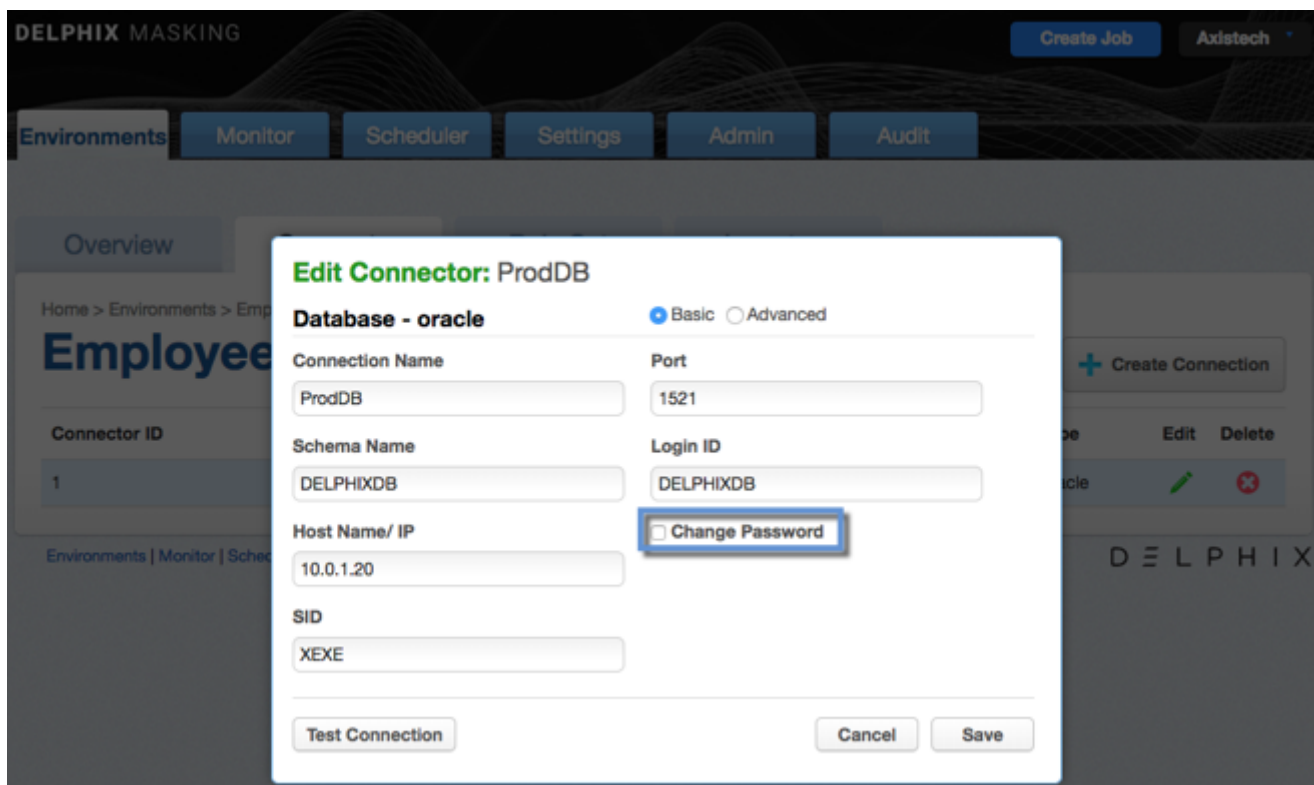 DELPHIX MASKING
Create Job
Axistech
Environments
Monitor
Scheduler
Settings
Admin
Audit
Overview
Edit Connector: ProdDB
Home > Environments > Emp
Database - oracle
Basic
Advanced
Employee
Connection Name
Port
Create Connection
ProdDB
1521
Connector ID
Edit
Delete
Schema Name
Login ID
1
DELPHIXDB
DELPHIXDB
Host Name/ IP
Change Password
Environments | Monitor | Sched
DELPHIX
10.0.1.20
SID
XEXE
Test Connection
Cancel
Save